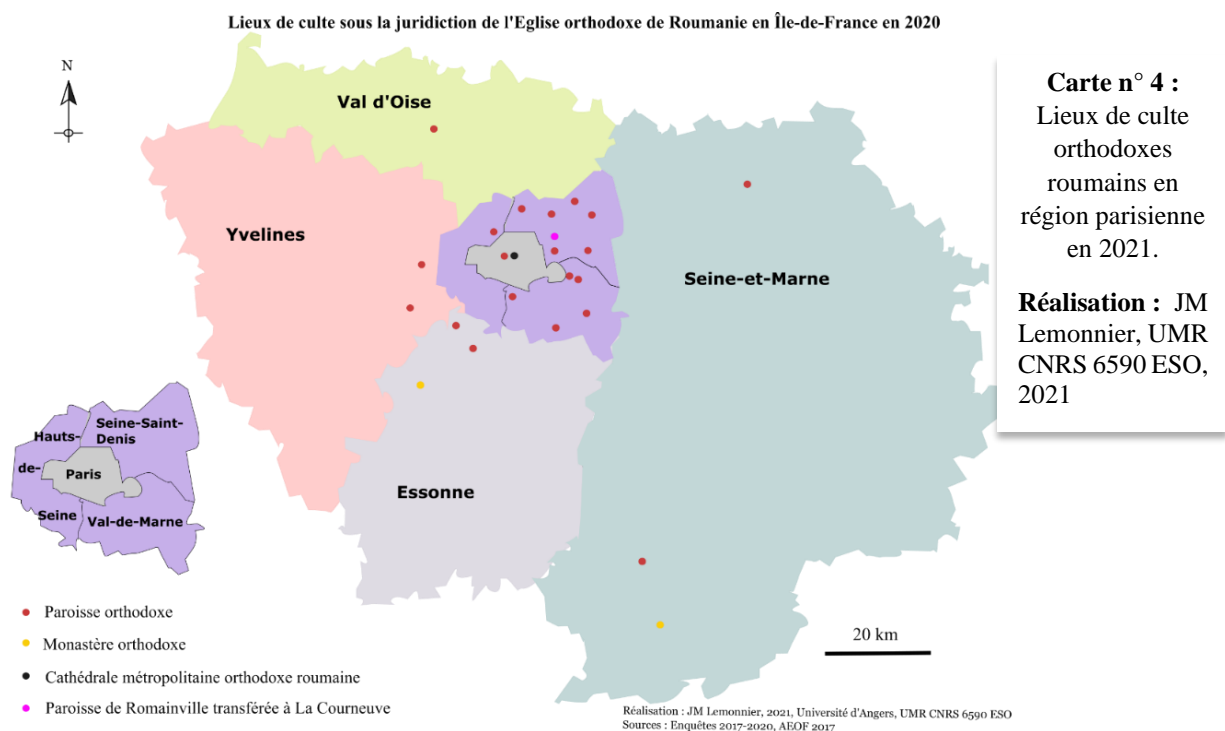 Lieux de culte sous la juridiction de l'Eglise orthodoxe de Roumanie en Île-de-France en 2020
N
Val d'Oise
Yvelines
Seine-et-Marne
Essonne
Hauts-
de-
Seine
Seine-Saint-
Denis
Paris
Val-de-Marne
Paroisse orthodoxe
Monastère orthodoxe
Cathédrale métropolitaine orthodoxe roumaine
Paroisse de Romainville transférée à La Courneuve
20 km
Réalisation : JM Lemonnier, 2021, Université d'Angers, UMR CNRS 6590 ESO
Sources : Enquêtes 2017-2020, AEOF 2017
Carte n° 4 :
Lieux de culte
orthodoxes
roumains en
région parisienne
en 2021.
Réalisation : JM
Lemonnier, UMR
CNRS 6590 ESO,
2021